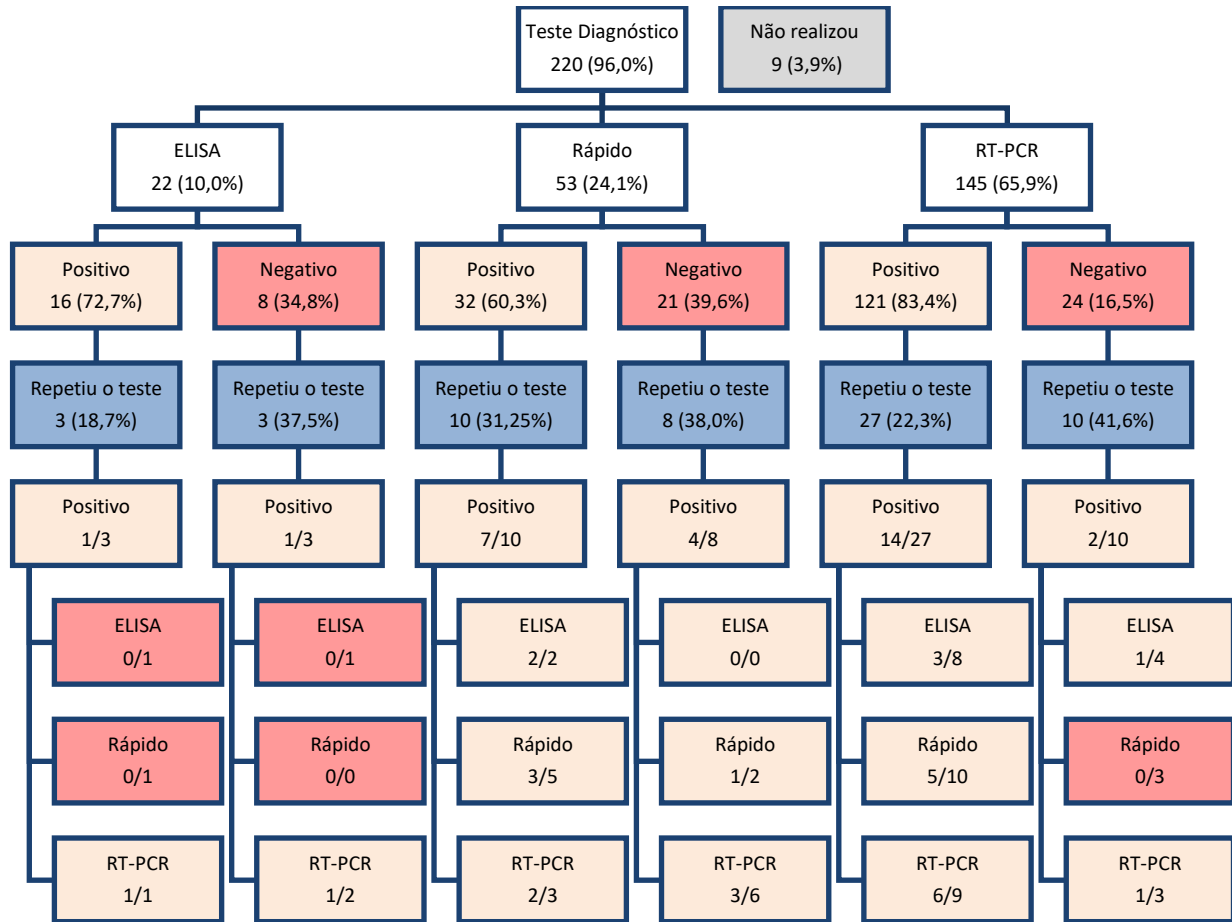 Teste Diagnóstico
220 (96,0%)
Não realizou
9 (3,9%)
ELISA
22 (10,0%)
Rápido
53 (24,1%)
RT-PCR
145 (65,9%)
Positivo
16 (72,7%)
Negativo
8 (34,8%)
Positivo
32 (60,3%)
Negativo
21 (39,6%)
Positivo
121 (83,4%)
Negativo
24 (16,5%)
Repetiu o teste
3 (18,7%)
Repetiu o teste
3 (37,5%)
Repetiu o teste
10 (31,25%)
Repetiu o teste
8 (38,0%)
Repetiu o teste
27 (22,3%)
Repetiu o teste
10 (41,6%)
Positivo
1/3
Positivo
1/3
Positivo
7/10
Positivo
4/8
Positivo
14/27
Positivo
2/10
ELISA
0/1
ELISA
0/1
ELISA
2/2
ELISA
0/0
ELISA
3/8
ELISA
1/4
Rápido
0/1
Rápido
0/0
Rápido
3/5
Rápido
1/2
Rápido
5/10
Rápido
0/3
RT-PCR
1/1
RT-PCR
1/2
RT-PCR
2/3
RT-PCR
3/6
RT-PCR
6/9
RT-PCR
1/3